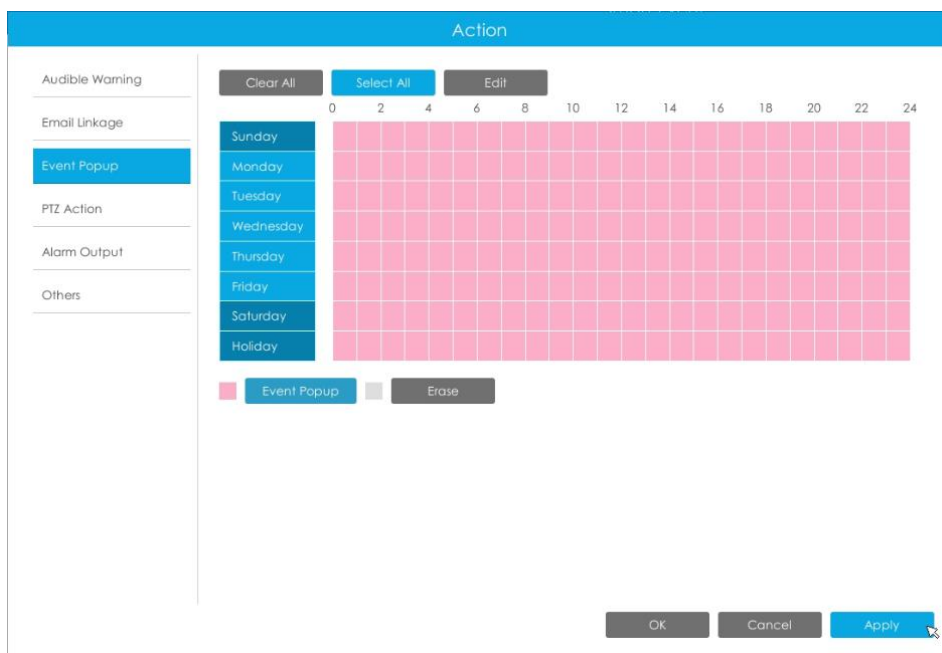 Action
Audible Warning
Email Linkage
Event Popup
PTZ Action
Alarm Output
Others
Clear All Select All Edit
0 2 4 6 8 10 12 14 16 18 20 22 24
Sunday
Monday
Tuesday
Wednesday
Thursday
Friday
Saturday
Holiday
Event Popup Erase
OK Cancel Apply